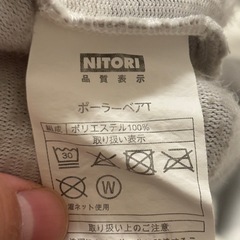 NITORI
品質表示
ポーラーベアT
組成 ポリエステル100%
取り扱い表示
30
W
ネット使用
取り扱い上のご注意